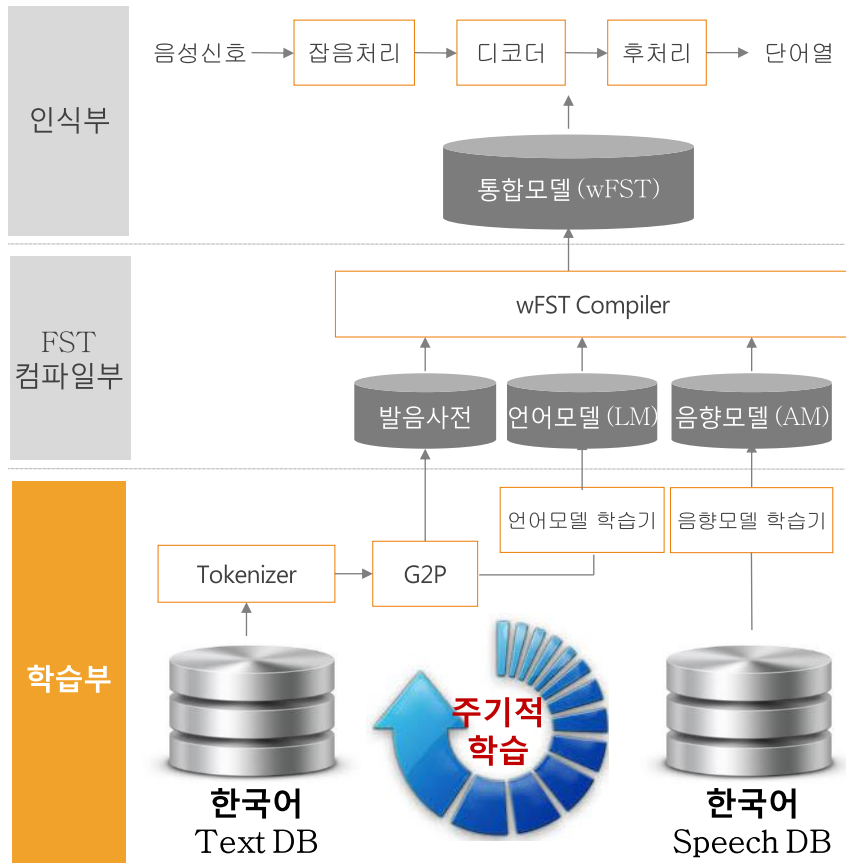 음성신호
잡음처리
디코더
후처리
단어열
인식부
통합모델 (wFST)
wFST Compiler
FST
컴파일부
발음사전
언어모델 (LM)
음향모델 (AM)
언어모델 학습기
음향모델 학습기
Tokenizer
G2P
학습부
주기적
학습
한국어
Text DB
한국어
Speech DB